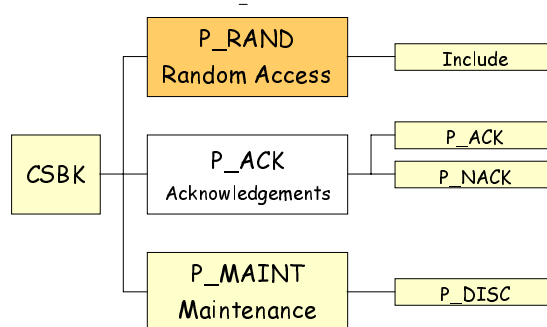 P_RAND
Random Access
Include
P_ACK
Acknowledgements
P_ACK
P_NACK
CSBK
P_MAINT
Maintenance
P_DISC